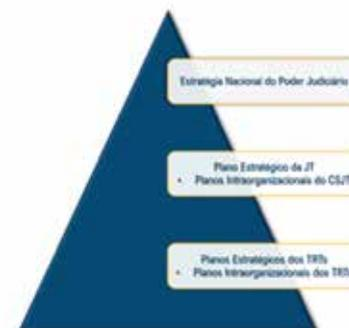 Estratégia Nacional do Poder Judiciário
Plano Estratégico da JT
• Planos Intraorganizacionais do CSJT
Planos Estratégicos dos TRTs
• Planos Intraorganizacionais dos TRTs